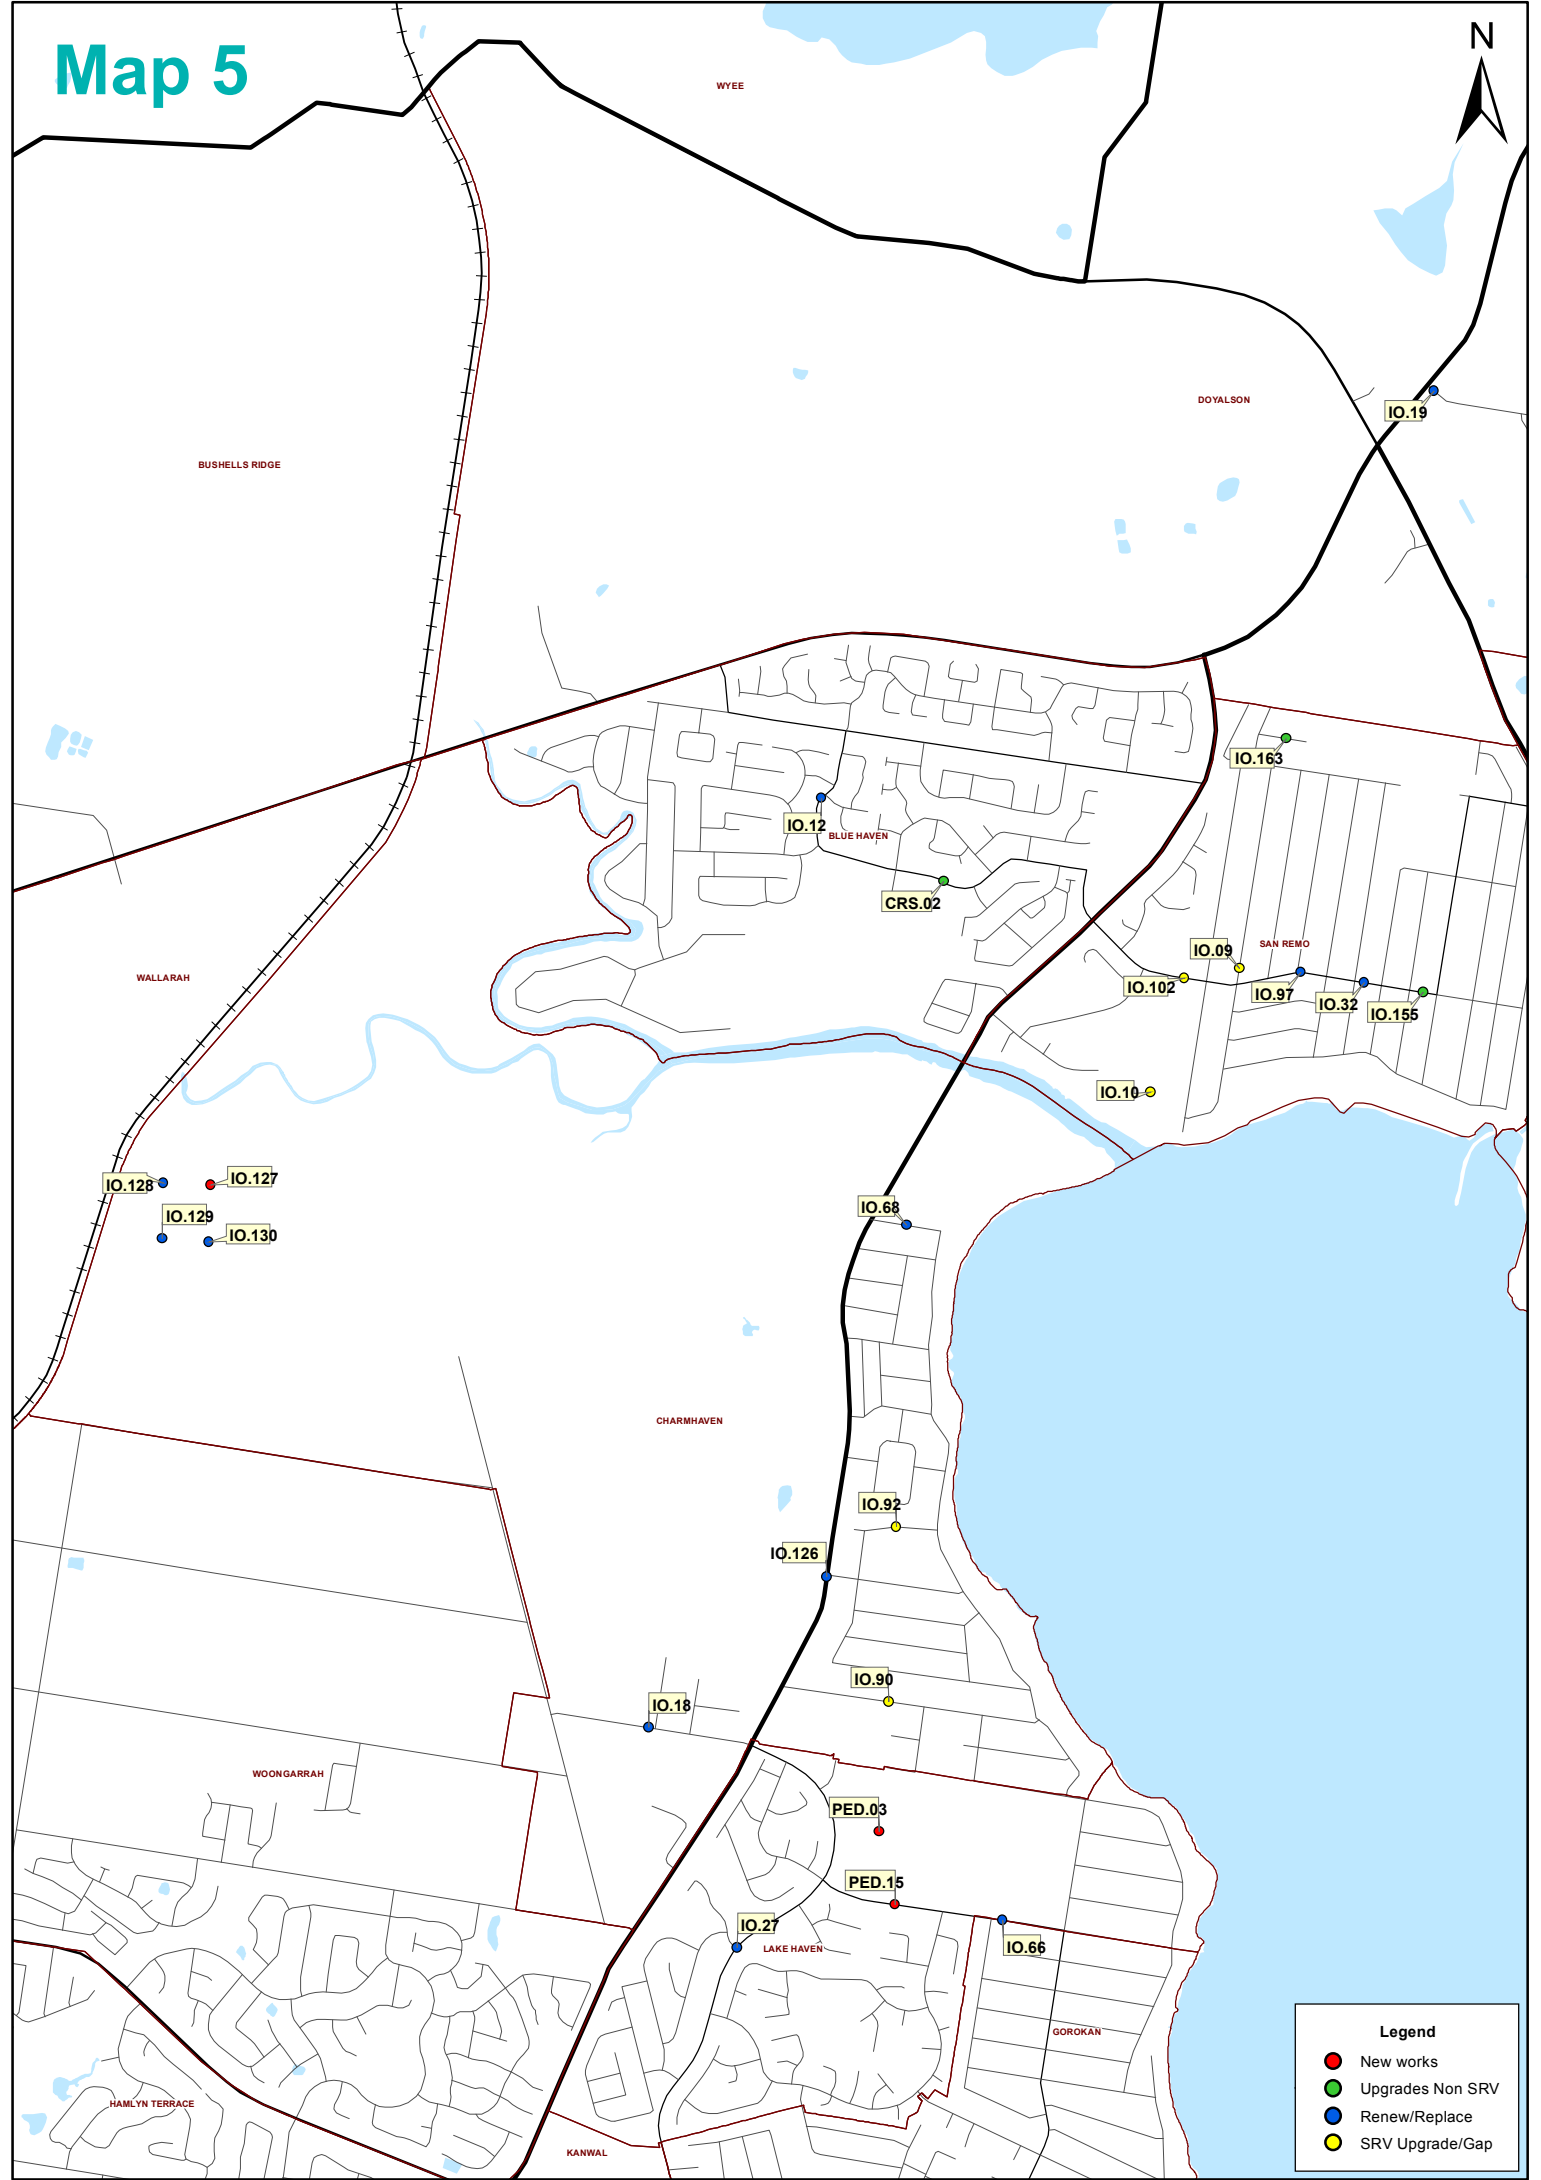 Map 5
N
WYEE
DOYALSON
IO.19
BUSHELLS RIDGE
IO.163
IO.12
BLUE HAVEN
CRS.02
SAN REMO
IO.09
WALLARAH
IO.102
IO.97
IO.32
IO.155
IO.10
IO.128
IO.127
IO.129
IO.130
IO.68
CHARMHAVEN
IO.92
IO.126
IO.90
IO.18
WOONGARRAH
PED.03
PED.15
IO.27
LAKE HAVEN
IO.66
GOROKAN
HAMLYN TERRACE
KANWAL
Legend
New works
Upgrades Non SRV
Renew/Replace
SRV Upgrade/Gap